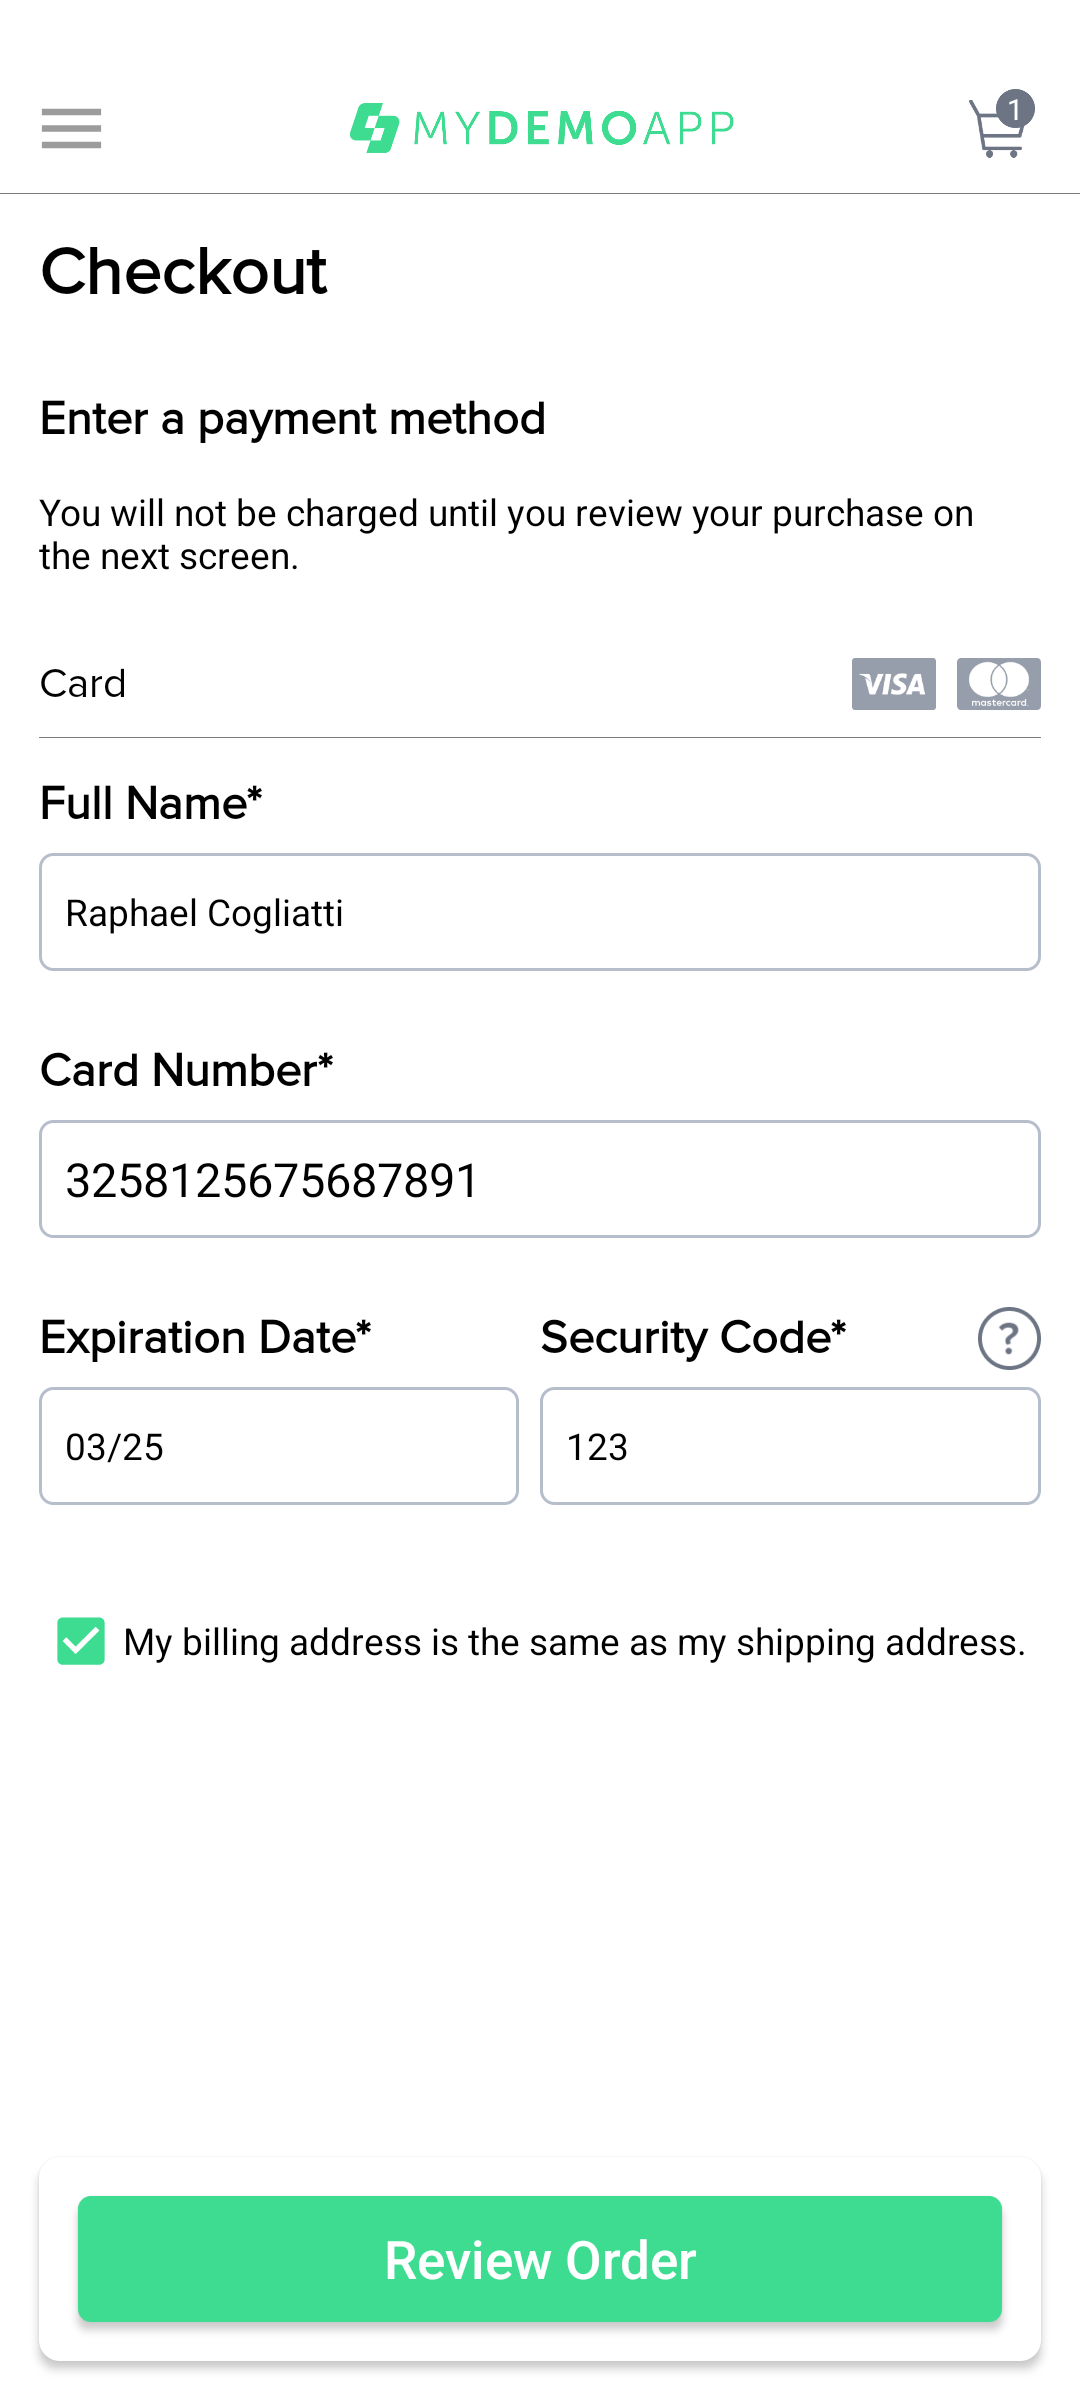 MYDEMOAPP
1
Checkout
Enter a payment method
You will not be charged until you review your purchase on
the next screen.
Card
VISA
mastercard.
Full Name*
Raphael Cogliatti
Card Number*
3258125675687891
Expiration Date*
Security Code*
?
03/25
123
My billing address is the same as my shipping address.
Review Order